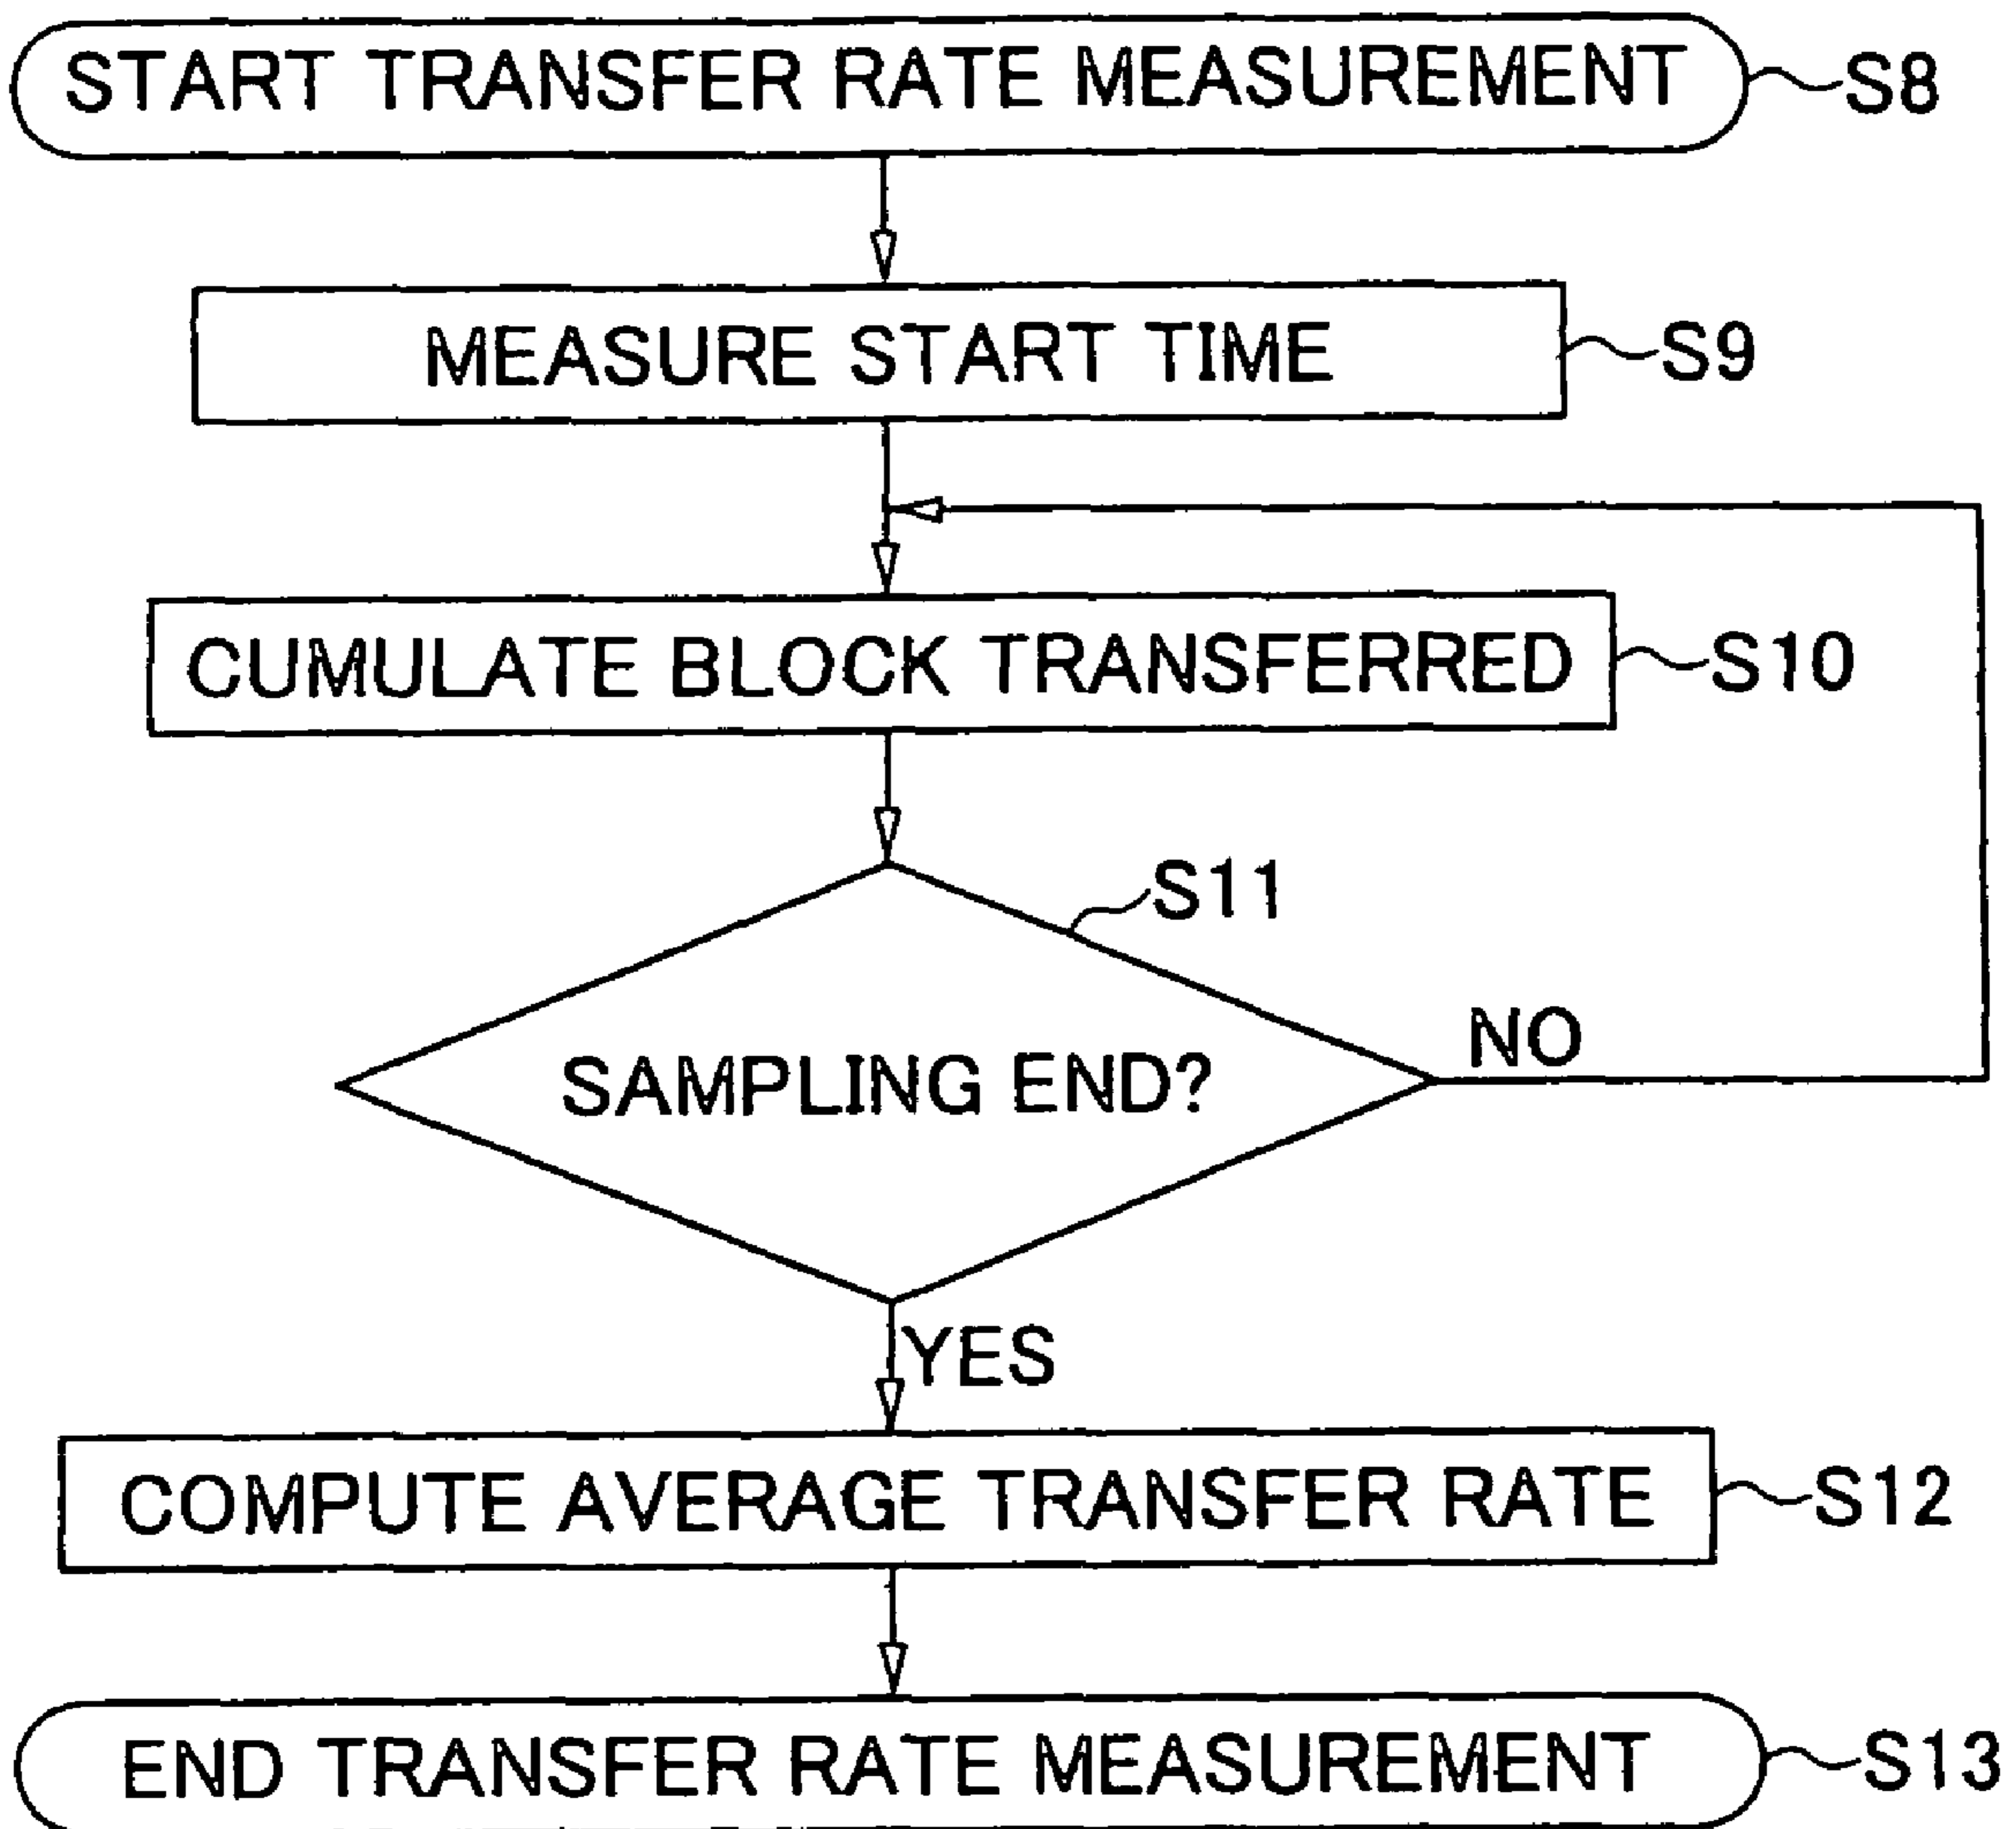 START TRANSFER RATE MEASUREMENT S8
MEASURE START TIME S9
CUMULATE BLOCK TRANSFERRED S10
S11
SAMPLING END?
NO
YES
COMPUTE AVERAGE TRANSFER RATE S12
END TRANSFER RATE MEASUREMENT S13